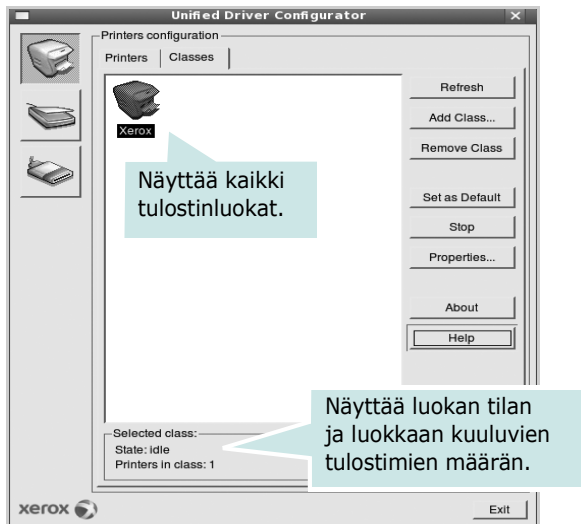 Unified Driver Configurator
Printers configuration
Printers
Classes
Xerox
Näyttää kaikki
tulostinluokat.
Refresh
Add Class...
Remove Class
Set as Default
Stop
Properties...
About
Help
Selected class:
State: idle
Printers in class: 1
Näyttää luokan tilan
ja luokkaan kuuluvien
tulostimien määrän.
xerox
Exit